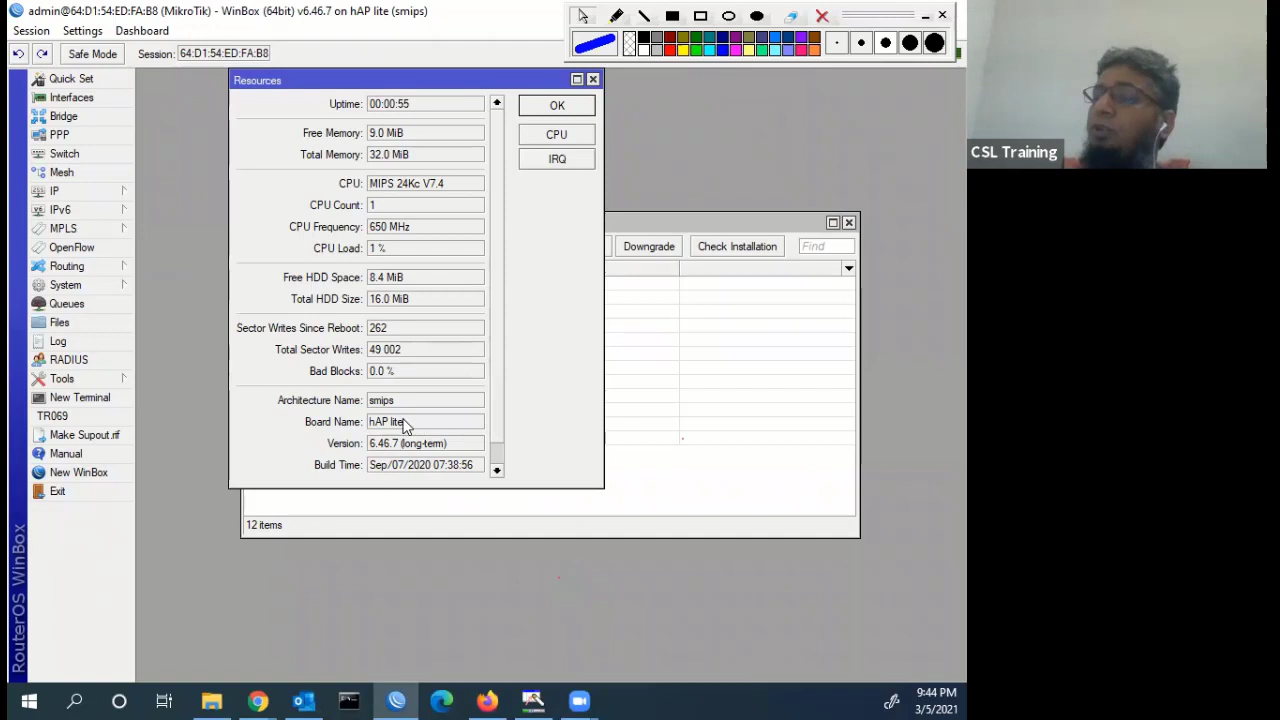 admin@64:D1:54:ED:FA:B8 (MikroTik) - WinBox (64bit) v6.46.7 on hAP lite (smips)
Session Settings Dashboard
Safe Mode Session: 64:D1:54:ED:FA:B8
Quick Set
Interfaces
Bridge
PPP
Switch
Mesh
IP
IPv6
MPLS
OpenFlow
Routing
System
Queues
Files
Log
RADIUS
Tools
New Terminal
TR069
Make Supout.rif
Manual
New WinBox
Exit
RouterOS WinBox
Resources
Uptime: 00:00:55
Free Memory: 9.0 MiB
Total Memory: 32.0 MiB
CPU: MIPS 24Kc V7.4
CPU Count: 1
CPU Frequency: 650 MHz
CPU Load: 1 %
Free HDD Space: 8.4 MiB
Total HDD Size: 16.0 MiB
Sector Writes Since Reboot: 262
Total Sector Writes: 49 002
Bad Blocks: 0.0 %
Architecture Name: smips
Board Name: hAP lite
Version: 6.46.7 (long-term)
Build Time: Sep/07/2020 07:38:56
OK
CPU
IRQ
Downgrade Check Installation Find
12 items
CSL Training
9:44 PM
3/5/2021